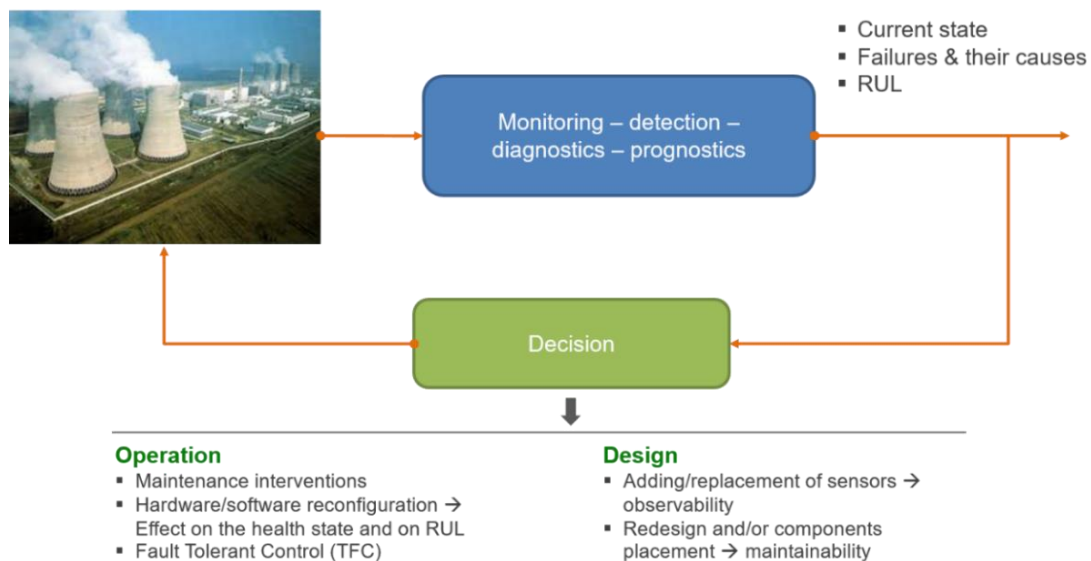 ▪ Current state
▪ Failures & their causes
▪ RUL
Monitoring – detection –
diagnostics – prognostics
Decision
Operation
▪ Maintenance interventions
▪ Hardware/software reconfiguration →
Effect on the health state and on RUL
▪ Fault Tolerant Control (TFC)
Design
▪ Adding/replacement of sensors →
observability
▪ Redesign and/or components
placement → maintainability